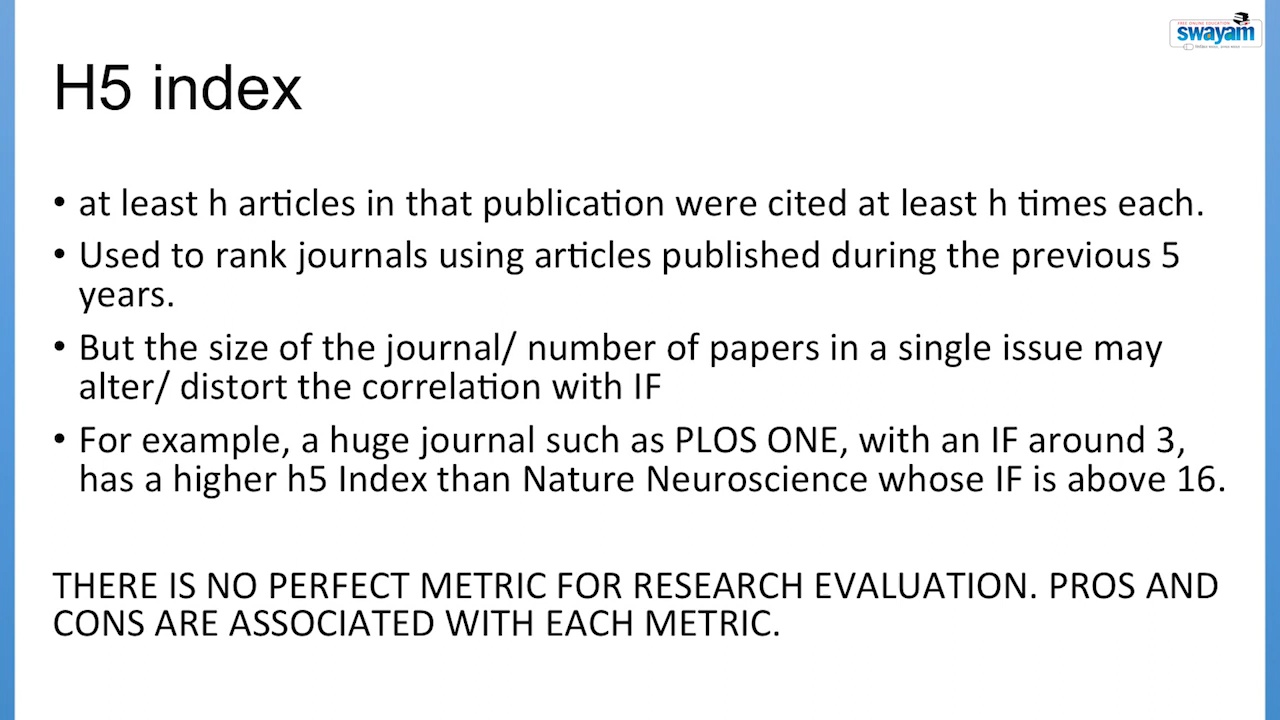 FREE ONLINE EDUCATION
swayam
H5 index
• at least h articles in that publication were cited at least h times each.
• Used to rank journals using articles published during the previous 5
years.
• But the size of the journal/ number of papers in a single issue may
alter/ distort the correlation with IF
• For example, a huge journal such as PLOS ONE, with an IF around 3,
has a higher h5 Index than Nature Neuroscience whose IF is above 16.
THERE IS NO PERFECT METRIC FOR RESEARCH EVALUATION. PROS AND
CONS ARE ASSOCIATED WITH EACH METRIC.